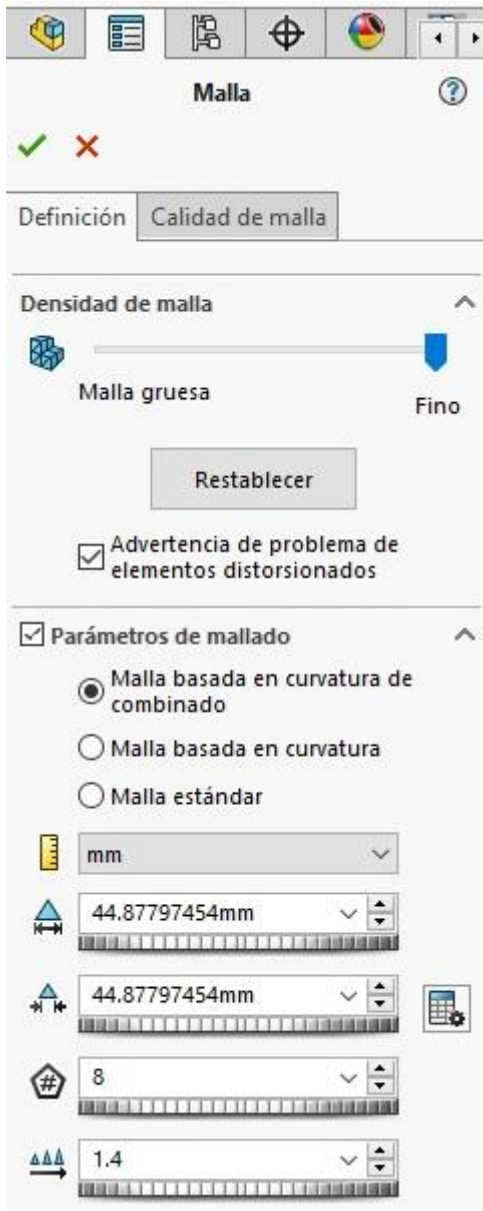 Malla
Definición Calidad de malla
Densidad de malla
Malla gruesa
Fino
Restablecer
Advertencia de problema de
elementos distorsionados
Parámetros de mallado
Malla basada en curvatura de
combinado
Malla basada en curvatura
Malla estándar
mm
44.87797454mm
44.87797454mm
# 8
1.4